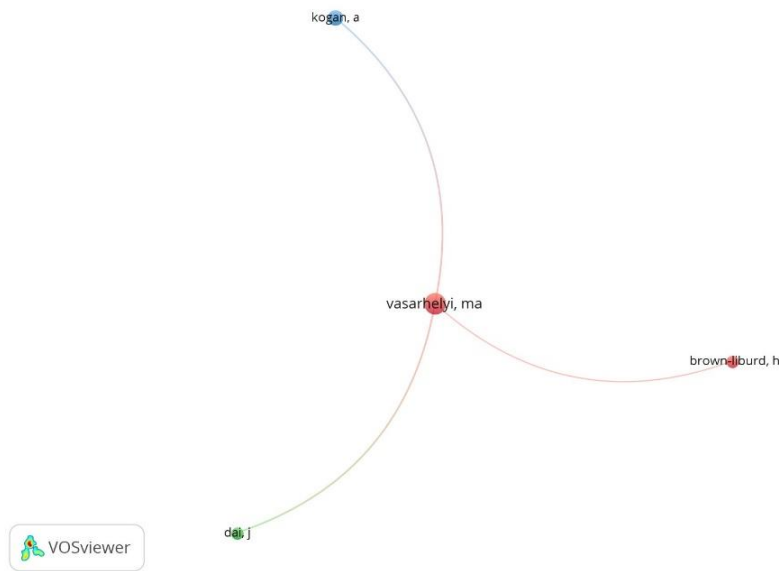 kogan, a
vasarhelyi, ma
brown-liburd, h
dai, j
VOSviewer